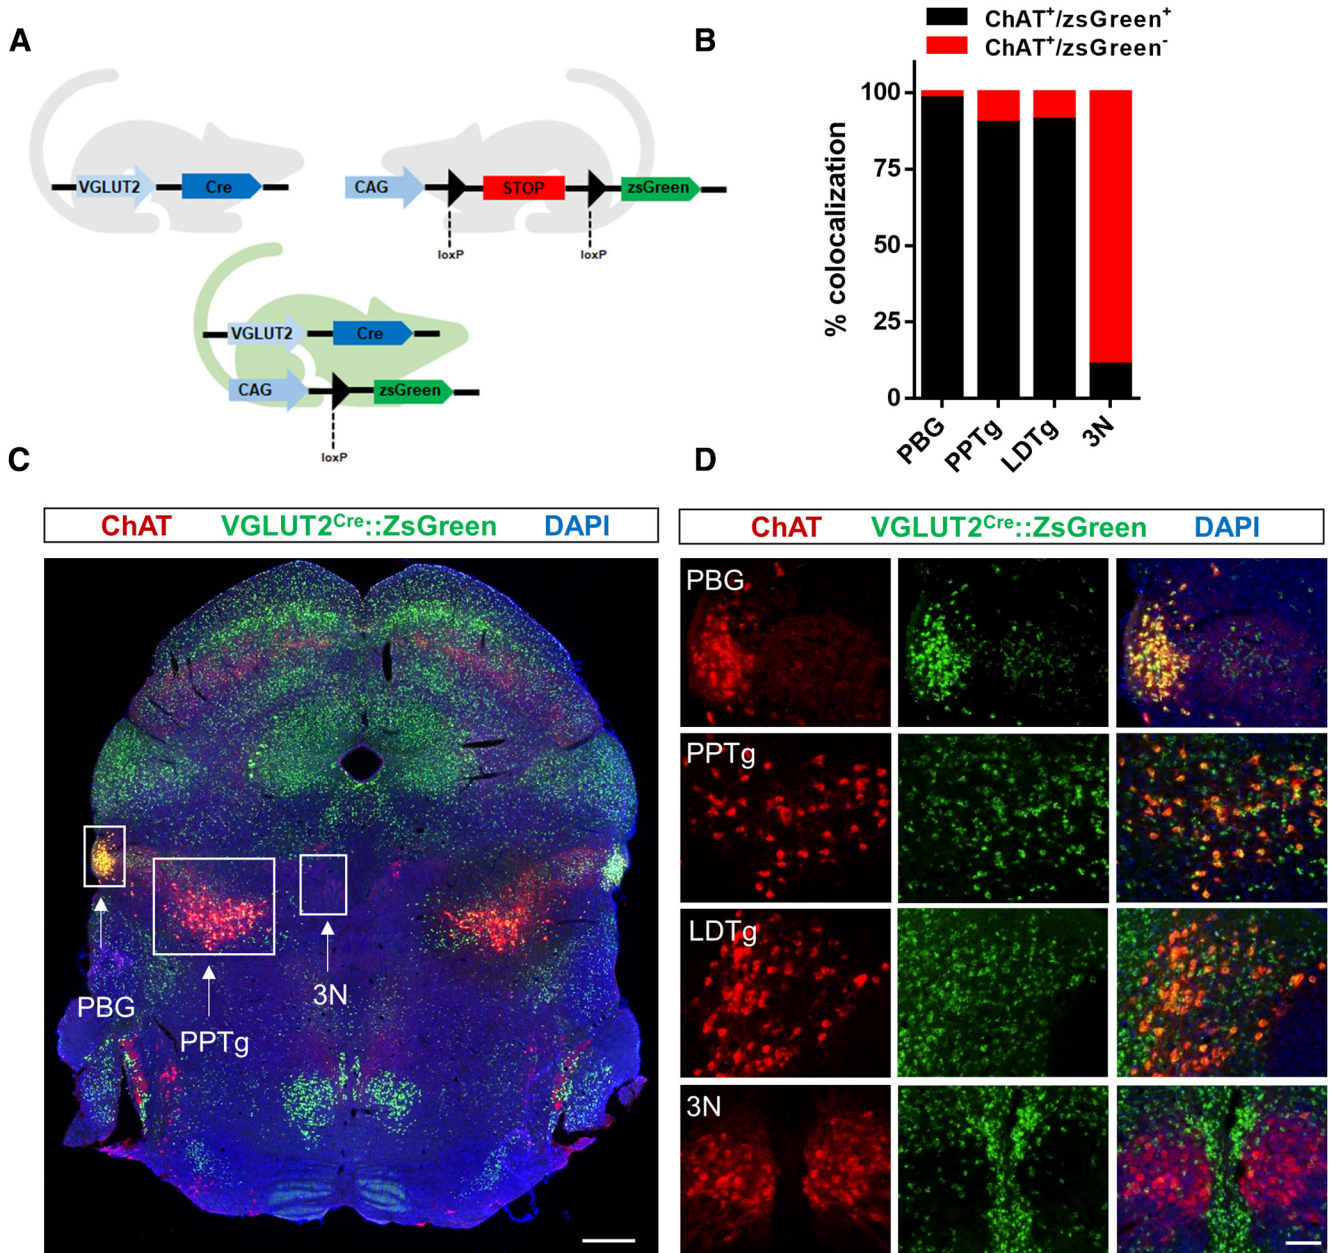 A
VGLUT2 Cre
CAG STOP zsGreen
loxP loxP
VGLUT2 Cre
CAG zsGreen
loxP
B
ChAT⁺/zsGreen⁺
ChAT⁺/zsGreen⁻
% colocalization
100
75
50
25
0
PBG PPTg LDTg 3N
C
ChAT VGLUT2ᶜʳᵉ::ZsGreen DAPI
PBG
PPTg
3N
D
ChAT VGLUT2ᶜʳᵉ::ZsGreen DAPI
PBG
PPTg
LDTg
3N